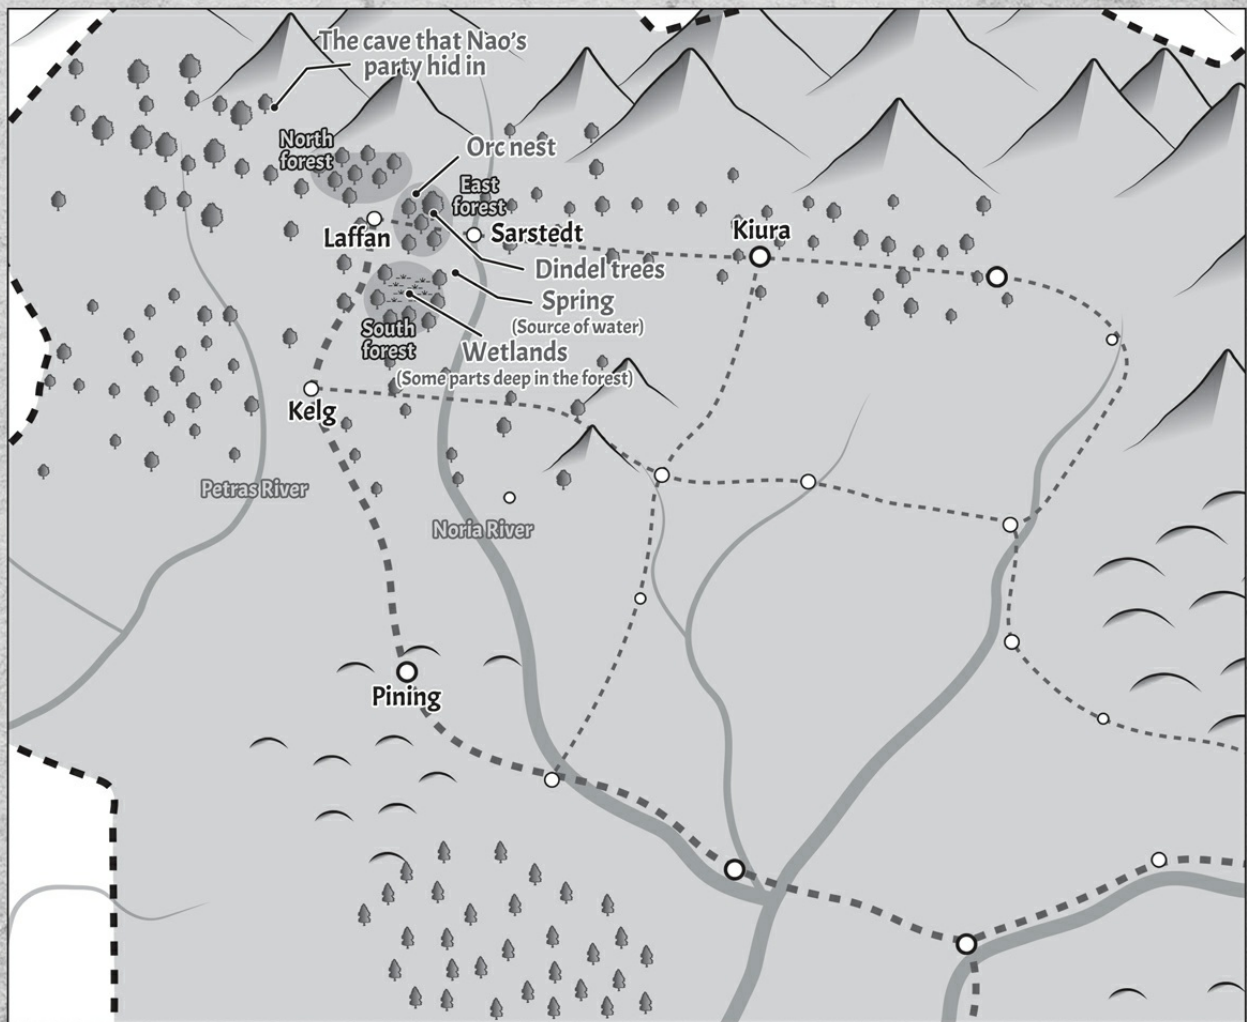 The cave that Nao's
party hid in
North
forest
Orc nest
East
forest
Laffan
Sarstedt
Kiura
Dindel trees
Spring
(Source of water)
South
forest
Wetlands
(Some parts deep in the forest)
Kelg
Petras River
Noria River
Pining